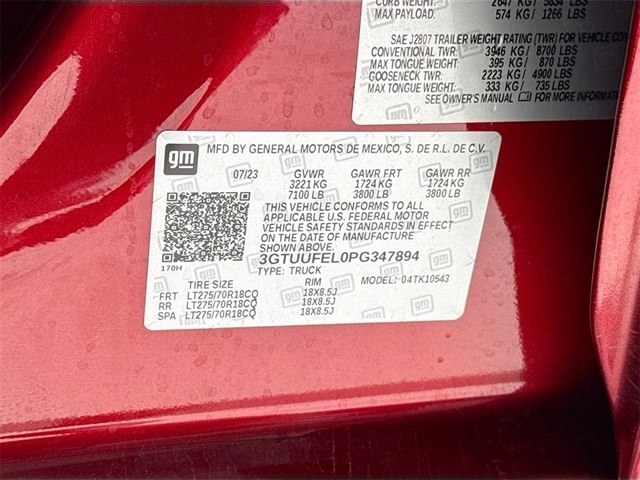 CURB WEIGHT 2647 KG/ 5834 LBS
MAX PAYLOAD: 574 KG / 1266 LBS
SAE J2807 TRAILER WEIGHT RATING (TWR) FOR VEHICLE CON
CONVENTIONAL TWR: 3946 KG/ 8700 LBS
MAX TONGUE WEIGHT: 395 KG/ 870 LBS
GOOSENECK TWR: 2223 KG/ 4900 LBS
MAX TONGUE WEIGHT: 333 KG/ 735 LBS
SEE OWNER'S MANUAL FOR MORE INFORMATI
gm
MFD BY GENERAL MOTORS DE MEXICO, S. DE R.L. DE C.V.
07/23 GVWR GAWR FRT GAWR RR
3221 KG 1724 KG 1724 KG
7100 LB 3800 LB 3800 LB
THIS VEHICLE CONFORMS TO ALL
APPLICABLE U.S. FEDERAL MOTOR
VEHICLE SAFETY STANDARDS IN EFFECT
ON THE DATE OF MANUFACTURE
SHOWN ABOVE.
3GTUUFEL0PG347894
170H
TYPE: TRUCK MODEL: 04TK10543
TIRE SIZE RIM
FRT LT275/70R18CQ 18X8.5J
RR LT275/70R18CQ 18X8.5J
SPA LT275/70R18CQ 18X8.5J